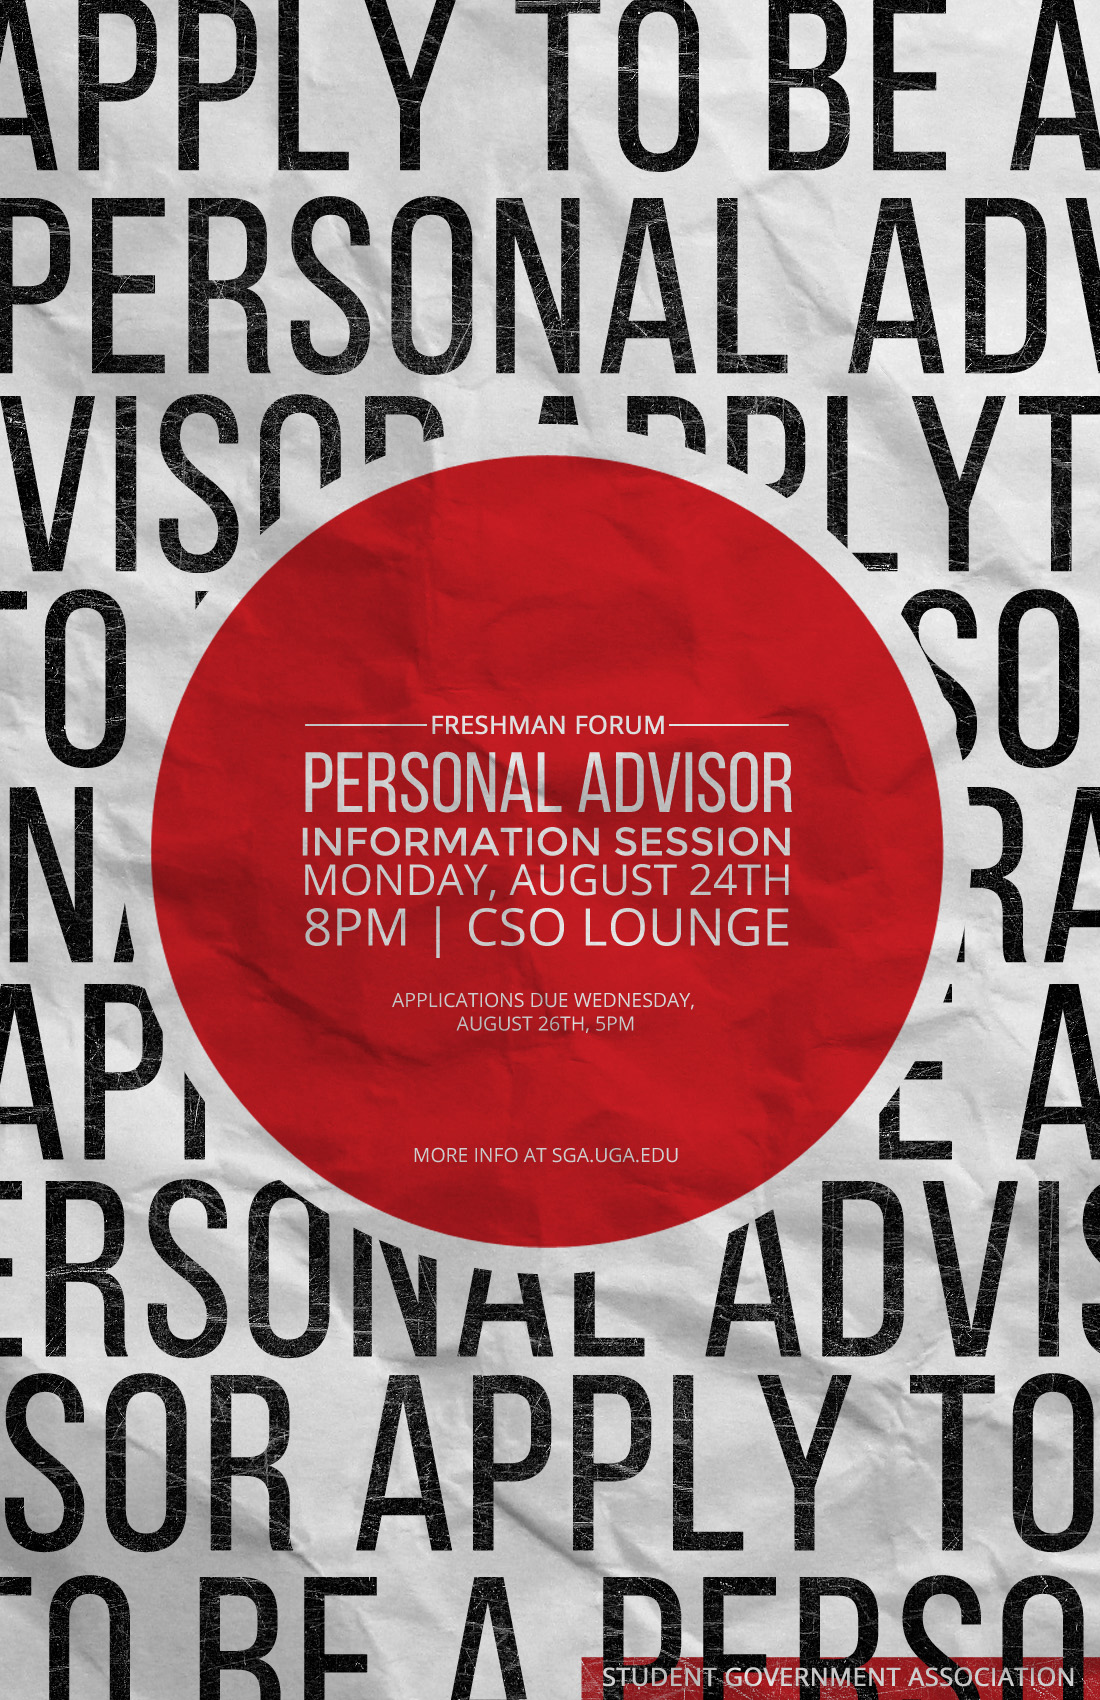 APPLY TO BE A
PERSONAL ADV
VISOR APPLY T
TO SO
N RA
AP E A
ERSONAL ADVIS
SOR APPLY TO
TO BE A PERSO
FRESHMAN FORUM
PERSONAL ADVISOR
INFORMATION SESSION
MONDAY, AUGUST 24TH
8PM | CSO LOUNGE
APPLICATIONS DUE WEDNESDAY,
AUGUST 26TH, 5PM
MORE INFO AT SGA.UGA.EDU
STUDENT GOVERNMENT ASSOCIATION